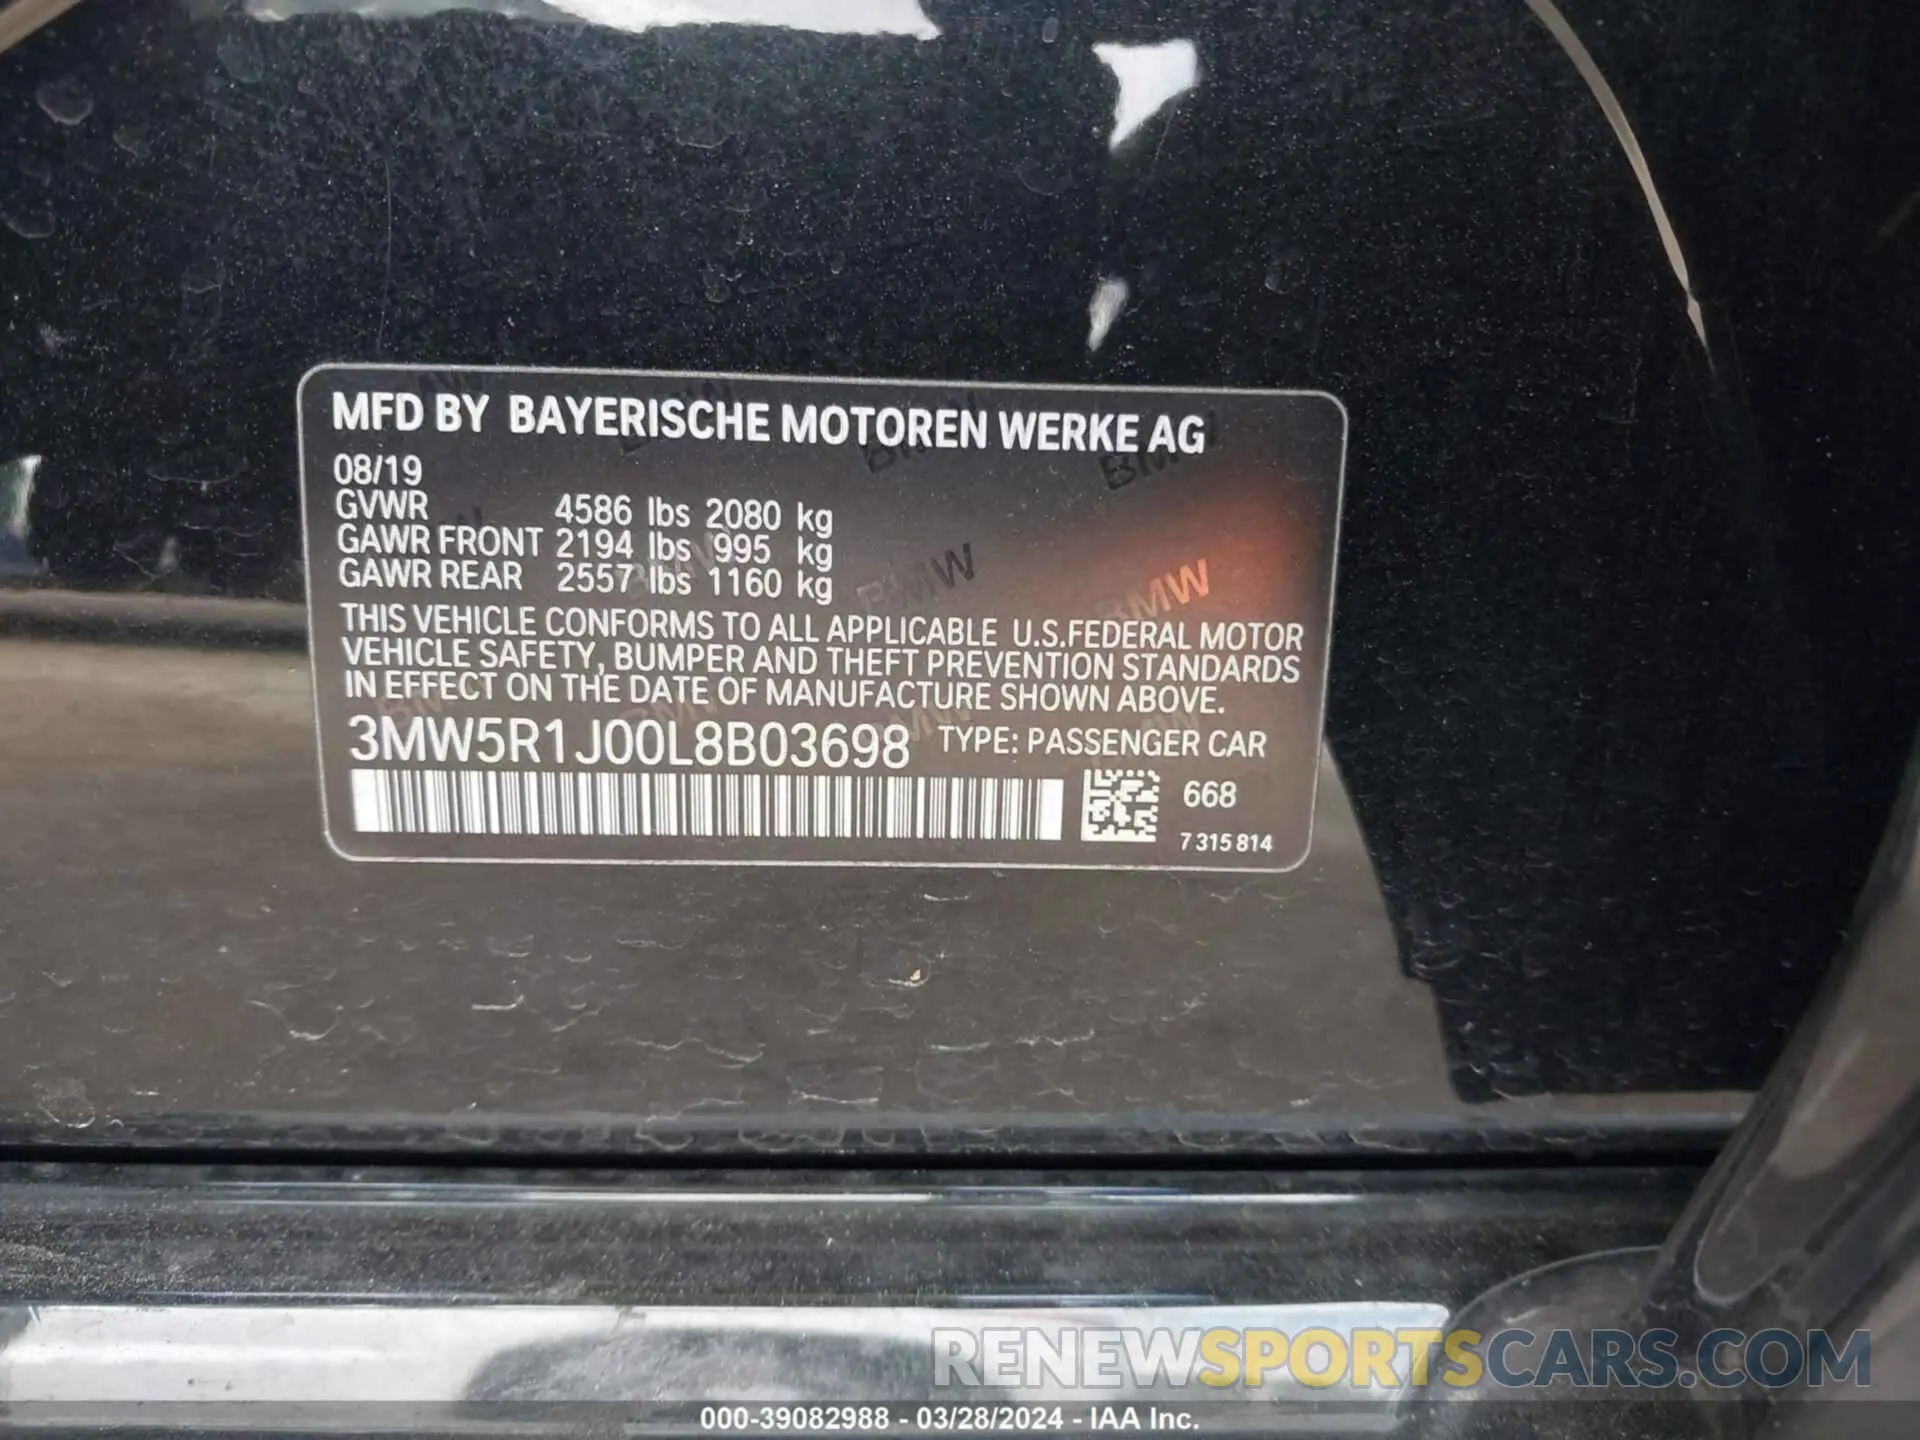 MFD BY BAYERISCHE MOTOREN WERKE AG
08/19
GVWR 4586 lbs 2080 kg
GAWR FRONT 2194 lbs 995 kg
GAWR REAR 2557 lbs 1160 kg
THIS VEHICLE CONFORMS TO ALL APPLICABLE U.S.FEDERAL MOTOR
VEHICLE SAFETY, BUMPER AND THEFT PREVENTION STANDARDS
IN EFFECT ON THE DATE OF MANUFACTURE SHOWN ABOVE.
3MW5R1J00L8B03698 TYPE: PASSENGER CAR
668
7 315 814
RENEWSPORTSCARS.COM
000-39082988 - 03/28/2024 - IAA Inc.